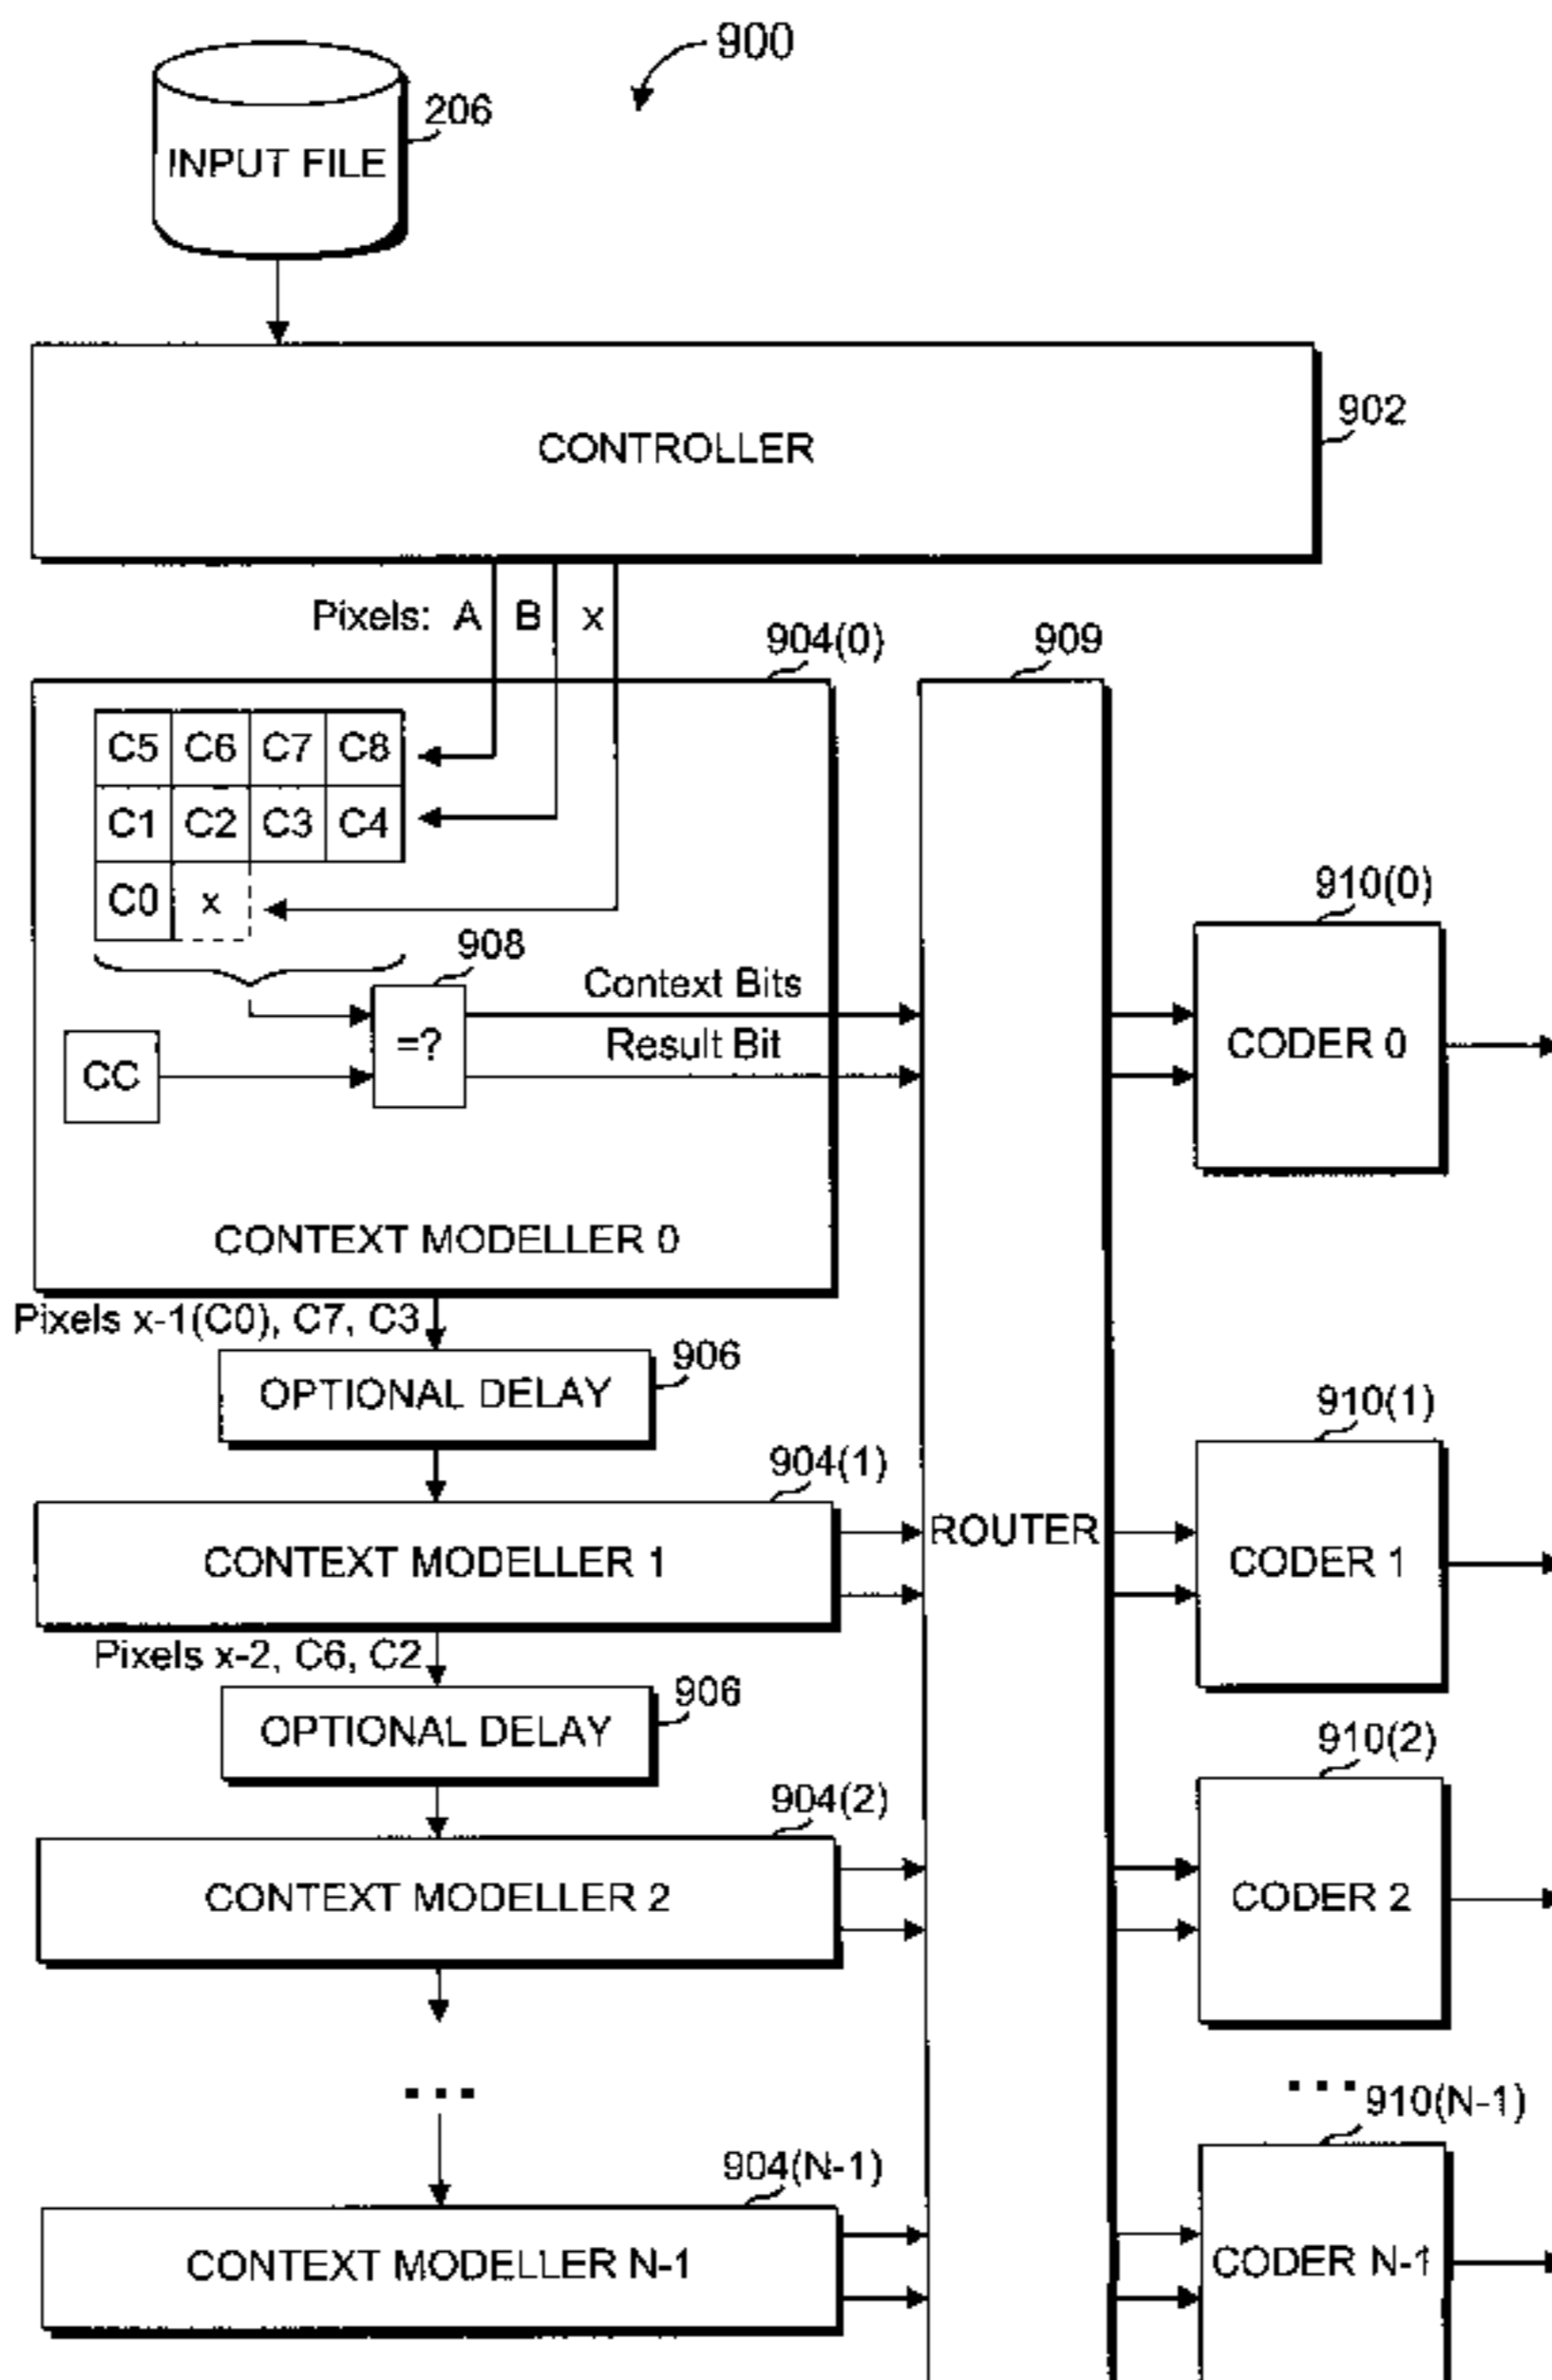 900
206
INPUT FILE
902
CONTROLLER
Pixels: A B x
904(0)
909
C5 C6 C7 C8
C1 C2 C3 C4
C0 x
910(0)
908
Context Bits
=?
Result Bit
CC
CODER 0
CONTEXT MODELLER 0
Pixels x-1(C0), C7, C3
906
OPTIONAL DELAY
910(1)
904(1)
ROUTER
CONTEXT MODELLER 1
CODER 1
Pixels x-2, C6, C2
906
OPTIONAL DELAY
910(2)
904(2)
CONTEXT MODELLER 2
CODER 2
...
...
910(N-1)
904(N-1)
CONTEXT MODELLER N-1
CODER N-1